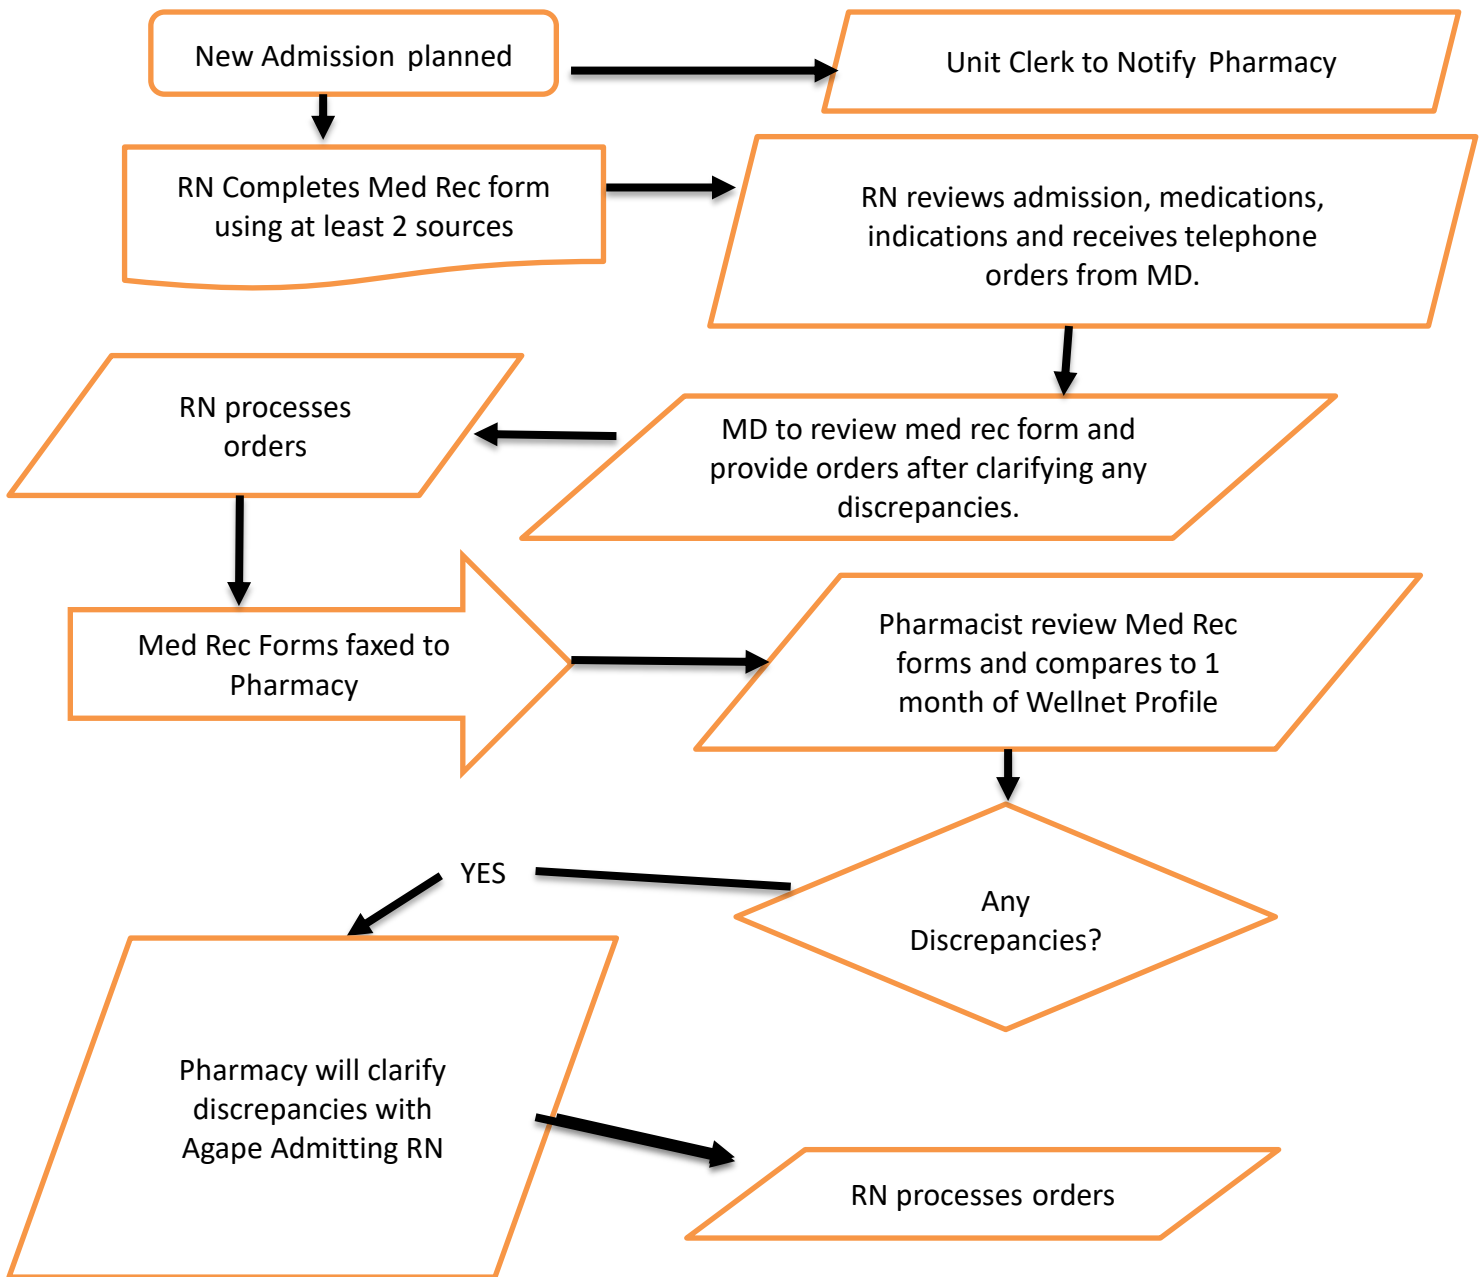 New Admission planned
Unit Clerk to Notify Pharmacy
RN Completes Med Rec form
using at least 2 sources
RN reviews admission, medications,
indications and receives telephone
orders from MD.
RN processes
orders
MD to review med rec form and
provide orders after clarifying any
discrepancies.
Med Rec Forms faxed to
Pharmacy
Pharmacist review Med Rec
forms and compares to 1
month of Wellnet Profile
YES
Any
Discrepancies?
Pharmacy will clarify
discrepancies with
Agape Admitting RN
RN processes orders